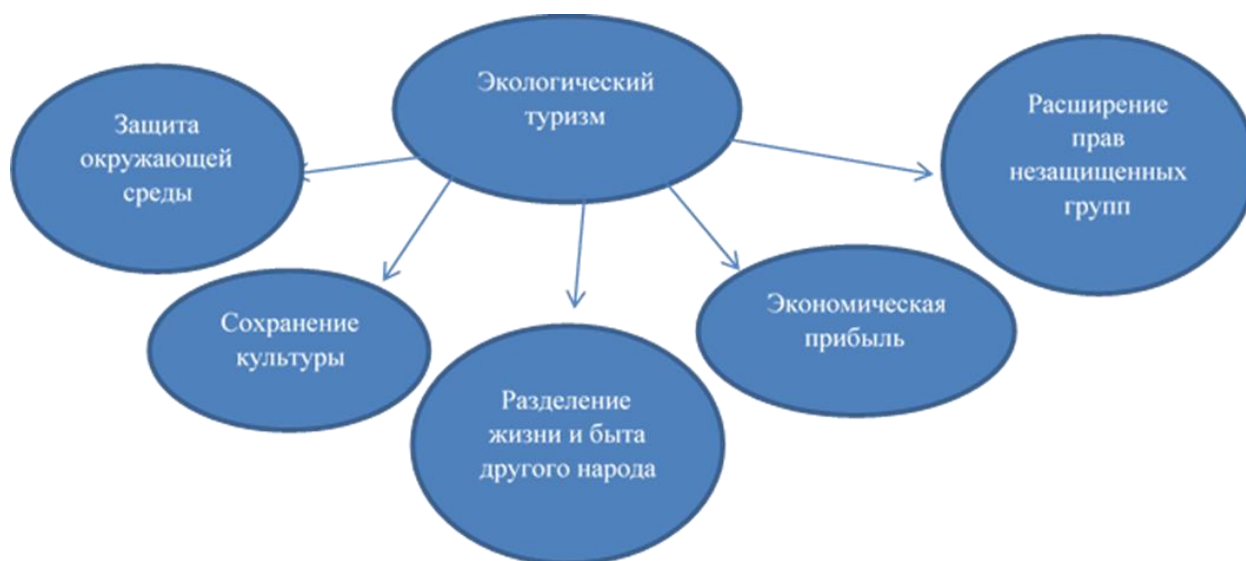 Экологический
туризм
Защита
окружающей
среды
Сохранение
культуры
Разделение
жизни и быта
другого народа
Экономическая
прибыль
Расширение
прав
незащищенных
групп